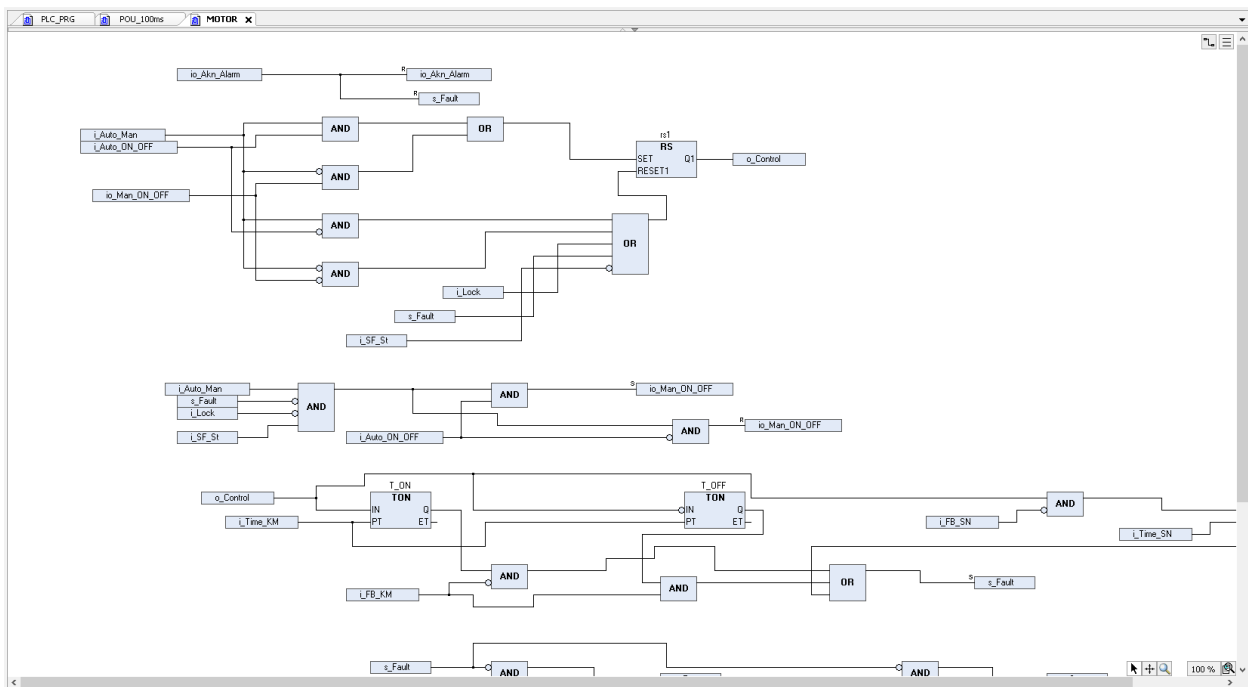 PLC_PRG POU_100ms MOTOR
io_Akn_Alarm R io_Akn_Alarm
R s_Fault
i_Auto_Man AND OR rs1
i_Auto_ON_OFF RS
SET Q1 o_Control
RESET1
AND
io_Man_ON_OFF
AND
OR
AND
i_Lock
s_Fault
i_SF_St
i_Auto_Man S io_Man_ON_OFF
s_Fault AND
i_Lock AND
R io_Man_ON_OFF
i_SF_St i_Auto_ON_OFF AND
T_ON T_OFF
o_Control TON TON AND
IN Q IN Q
i_Time_KM PT ET PT ET i_FB_SN
i_Time_SN
AND OR S s_Fault
AND
i_FB_KM
s_Fault AND AND
100 %